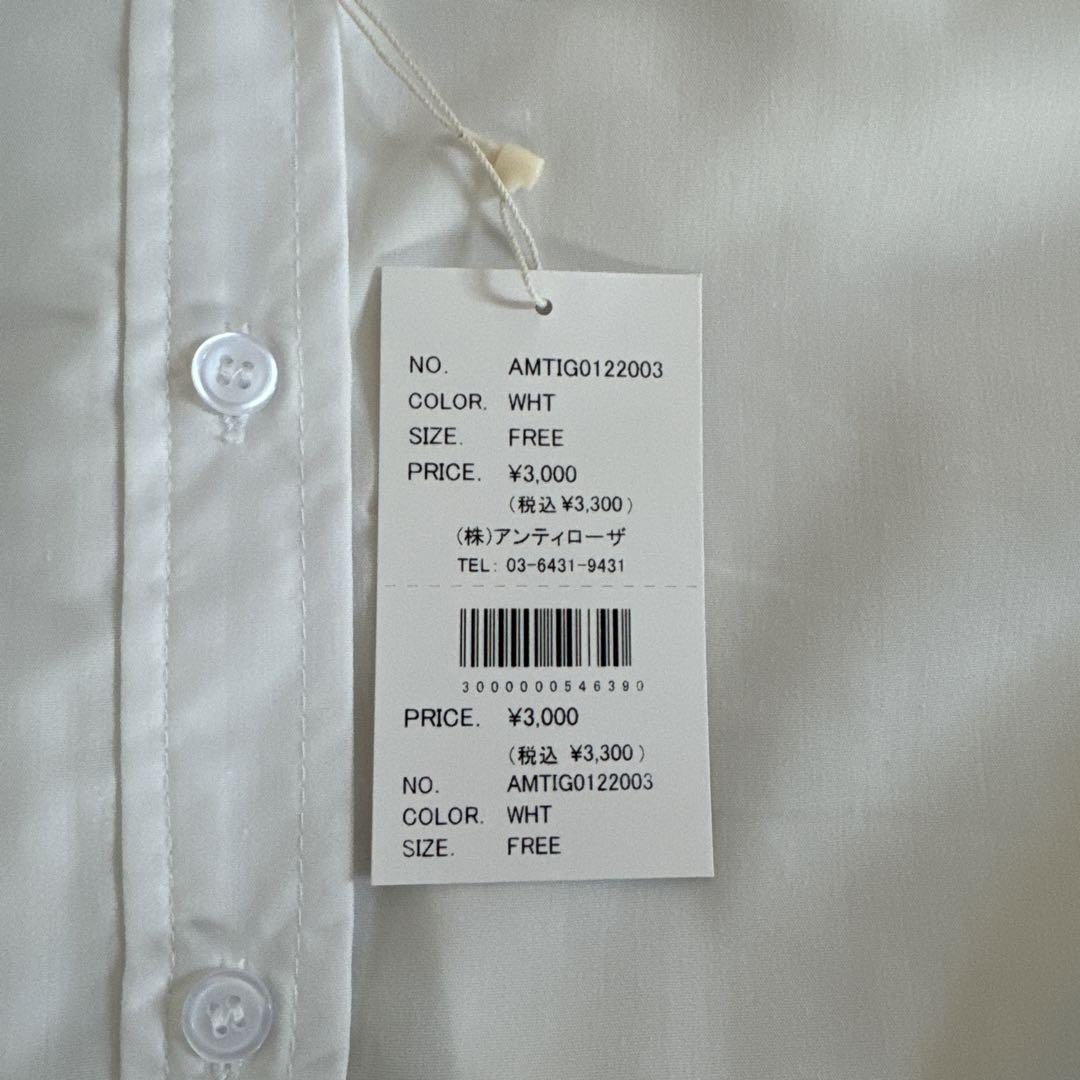 NO. AMTIG0122003
COLOR. WHT
SIZE. FREE
PRICE. ¥3,000
(税込 ¥3,300)
(株)アンティローザ
TEL: 03-6431-9431
3000000546390
PRICE. ¥3,000
(税込 ¥3,300)
NO. AMTIG0122003
COLOR. WHT
SIZE. FREE